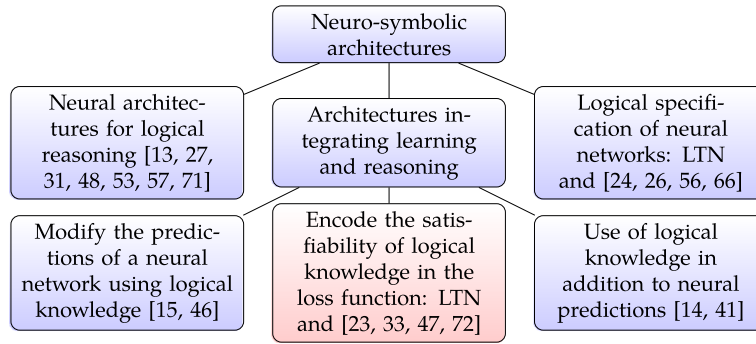 Neuro-symbolic
architectures
Neural architec-
tures for logical
reasoning [13, 27,
31, 48, 53, 57, 71]
Architectures in-
tegrating learning
and reasoning
Logical specifi-
cation of neural
networks: LTN
and [24, 26, 56, 66]
Modify the predic-
tions of a neural
network using logical
knowledge [15, 46]
Encode the satis-
fiability of logical
knowledge in the
loss function: LTN
and [23, 33, 47, 72]
Use of logical
knowledge in
addition to neural
predictions [14, 41]